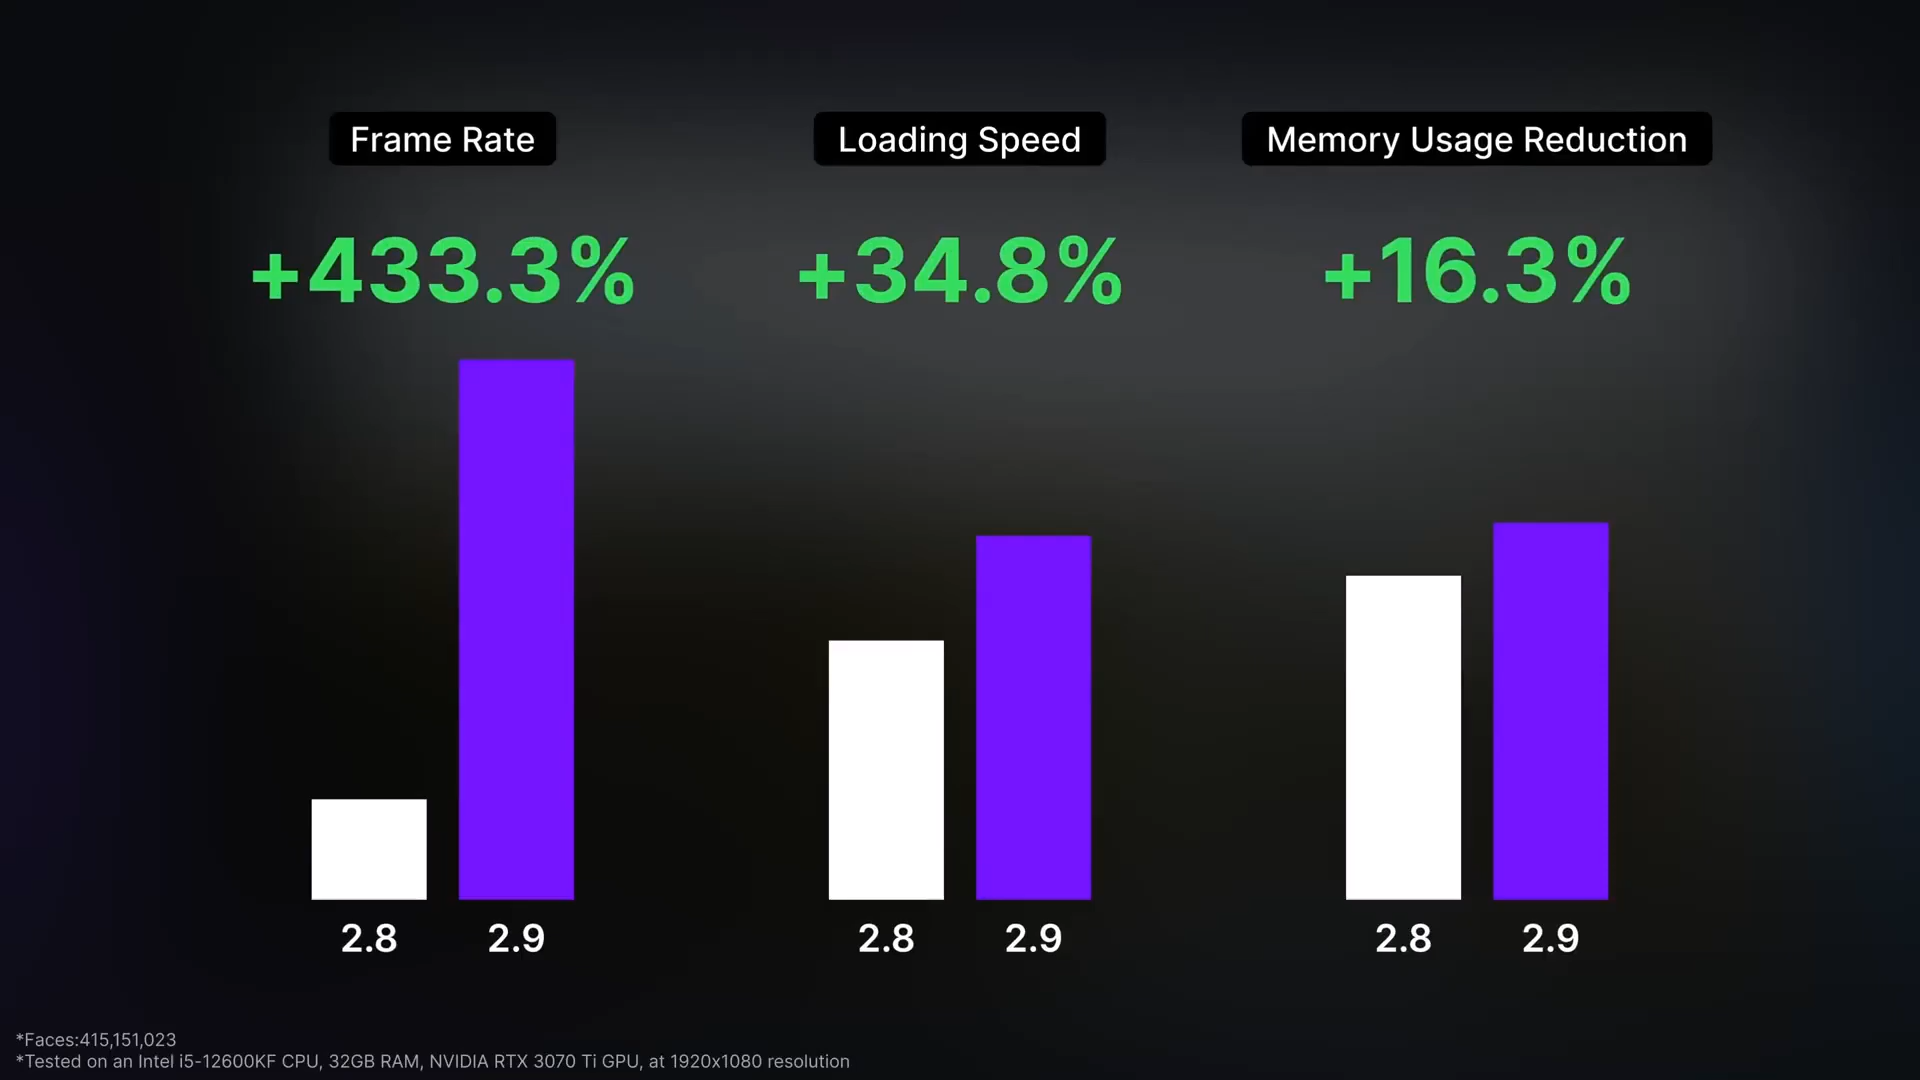 Frame Rate
Loading Speed
Memory Usage Reduction
+433.3%
+34.8%
+16.3%
2.8
2.9
2.8
2.9
2.8
2.9
*Faces:415,151,023
*Tested on an Intel i5-12600KF CPU, 32GB RAM, NVIDIA RTX 3070 Ti GPU, at 1920x1080 resolution